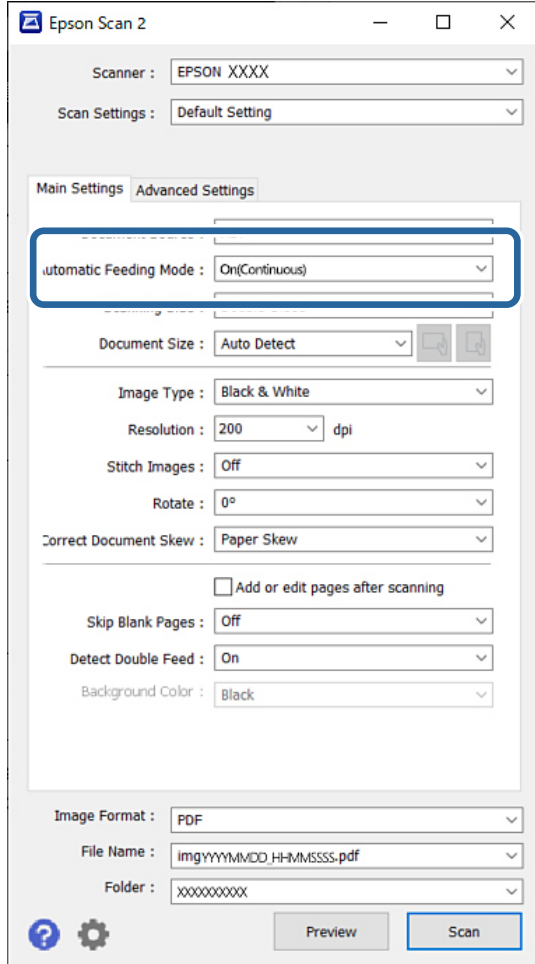 Epson Scan 2
Scanner : EPSON XXXX
Scan Settings : Default Setting
Main Settings Advanced Settings
utomatic Feeding Mode : On(Continuous)
Document Size : Auto Detect
Image Type : Black & White
Resolution : 200 dpi
Stitch Images : Off
Rotate : 0°
Correct Document Skew : Paper Skew
Add or edit pages after scanning
Skip Blank Pages : Off
Detect Double Feed : On
Background Color : Black
Image Format : PDF
File Name : imgYYYYMMDD_HHMMSSSS.pdf
Folder : XXXXXXXXXX
Preview Scan